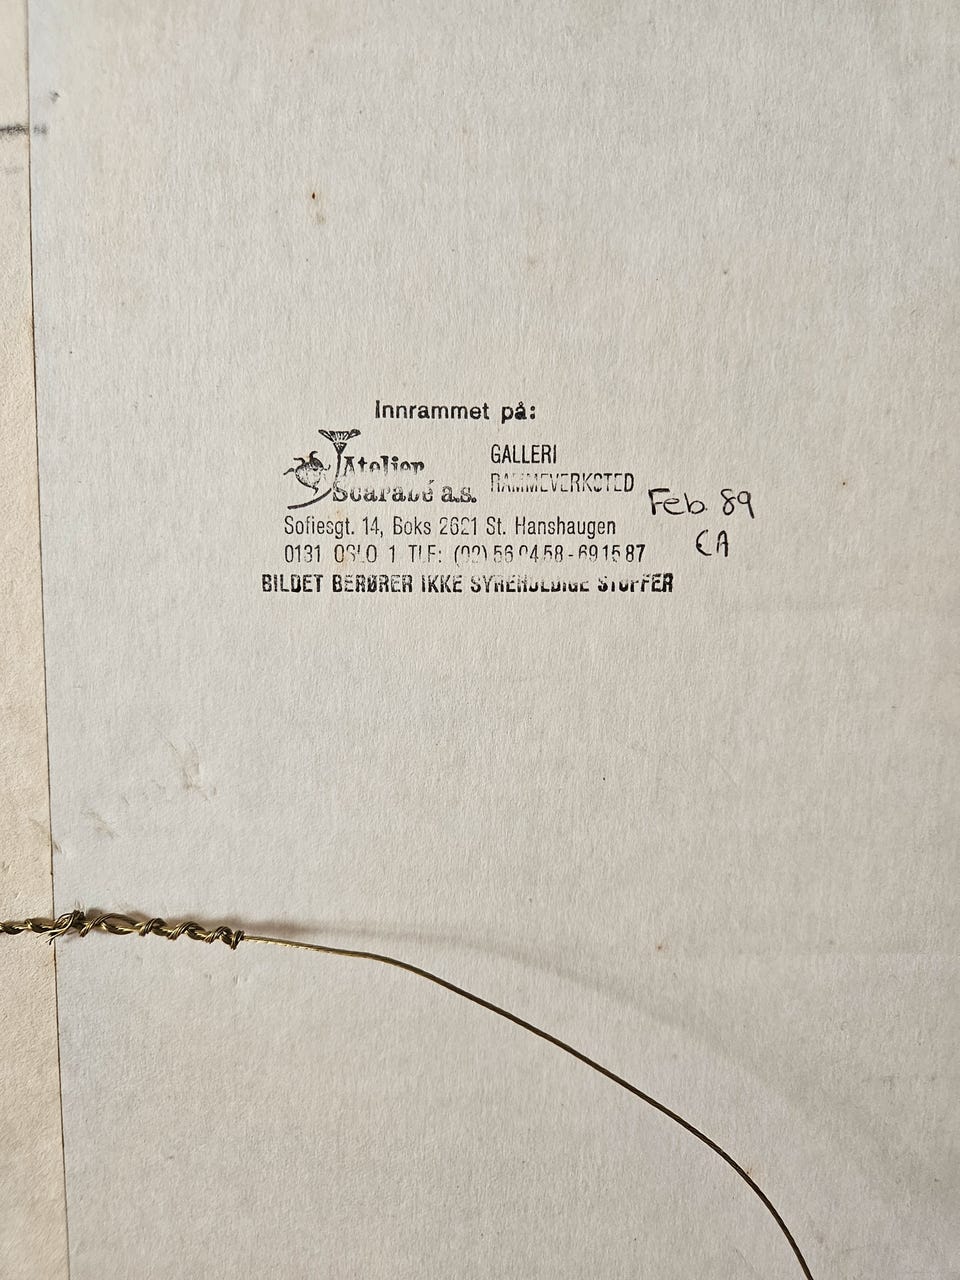 Innrammet på:
Atelier
Scarabé a.s.
GALLERI
RAMMEVERKSTED
Feb. 89
EA
Sofiesgt. 14, Boks 2621 St. Hanshaugen
0131 OSLO 1 TLF: (02) 56 04 58 - 69 15 87
BILDET BERØRER IKKE SYREHOLDIGE STOFFER